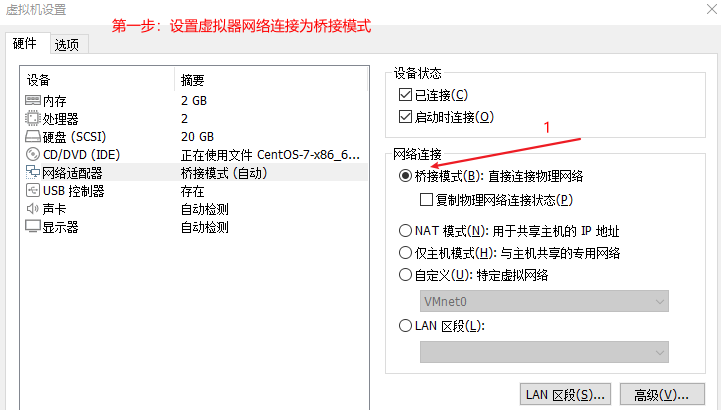 虚拟机设置
第一步：设置虚拟器网络连接为桥接模式
硬件 选项
设备 摘要
内存 2 GB
处理器 2
硬盘 (SCSI) 20 GB
CD/DVD (IDE) 正在使用文件 CentOS-7-x86_6...
网络适配器 桥接模式 (自动)
USB 控制器 存在
声卡 自动检测
显示器 自动检测
设备状态
已连接(C)
启动时连接(O)
1
网络连接
桥接模式(B): 直接连接物理网络
复制物理网络连接状态(P)
NAT 模式(N): 用于共享主机的 IP 地址
仅主机模式(H): 与主机共享的专用网络
自定义(U): 特定虚拟网络
VMnet0
LAN 区段(L):
LAN 区段(S)... 高级(V)...